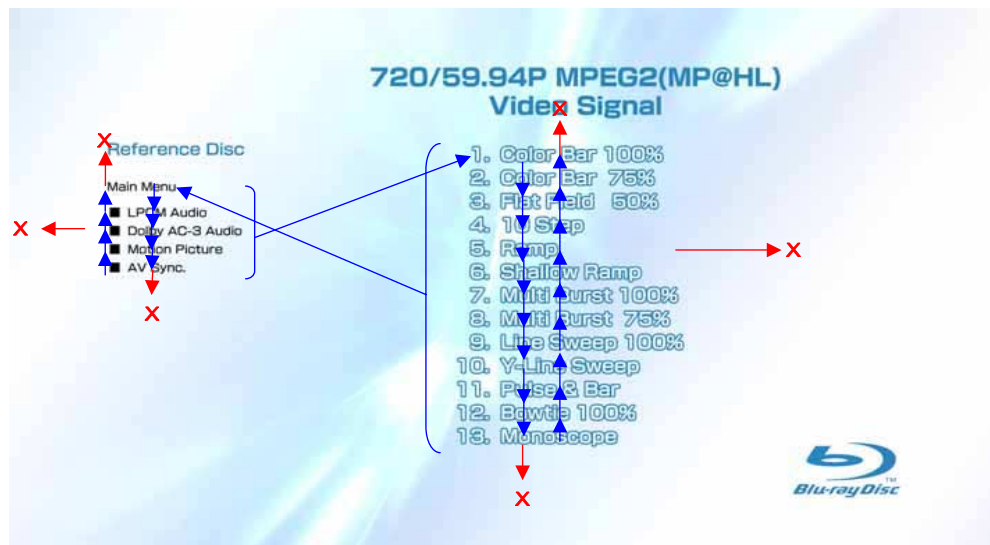 720/59.94P MPEG2(MP@HL)
Video Signal
Reference Disc
Main Menu
■ LPCM Audio
■ Dolby AC-3 Audio
■ Motion Picture
■ AV Sync.
1. Color Bar 100%
2. Color Bar 75%
3. Flat Field 50%
4. 10 Step
5. Ramp
6. Shallow Ramp
7. Multi Burst 100%
8. Multi Burst 75%
9. Line Sweep 100%
10. Y-Line Sweep
11. Pulse & Bar
12. Bowtie 100%
13. Monoscope
X
X
X
X
X
X
Blu-ray Disc
TM